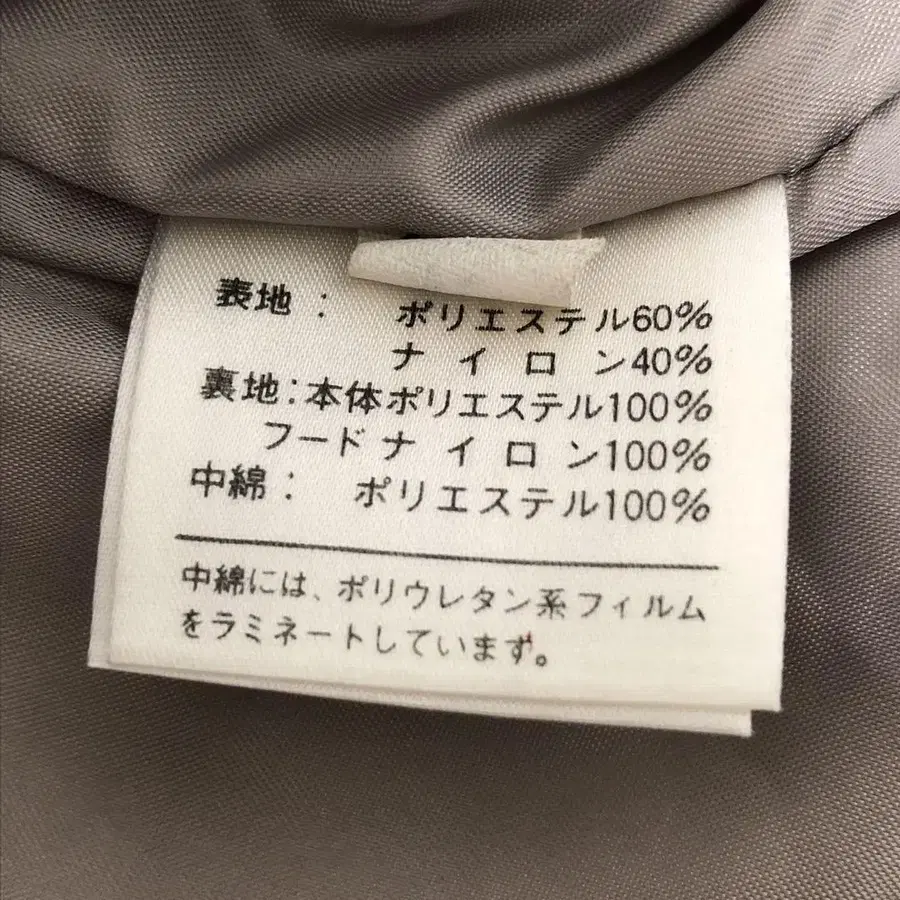 表地： ポリエステル60%
ナイロン40%
裏地：本体ポリエステル100%
フードナイロン100%
中綿： ポリエステル100%
中綿には、ポリウレタン系フィルム
をラミネートしています。